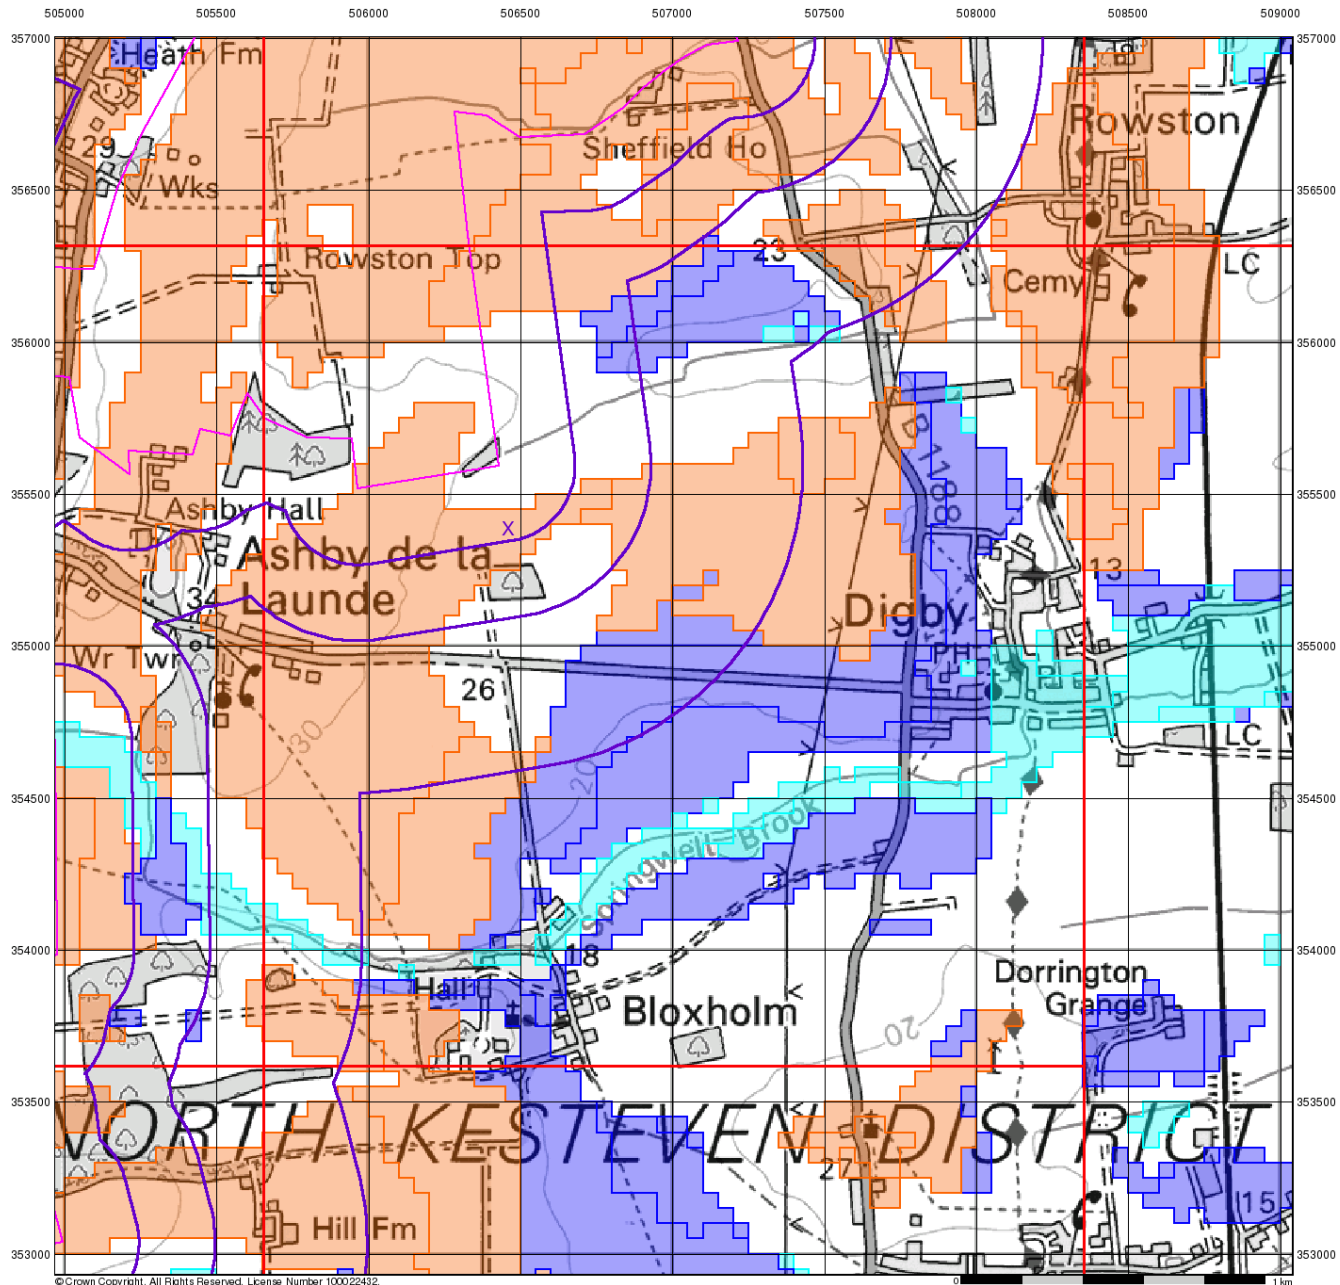 505000 505500 506000 506500 507000 507500 508000 508500 509000
357000 357000
Heath Fm
Rowston
29
Sheffield Ho
Wks
356500 356500
23
Rowston Top
LC
Cemy
356000 356000
B 1188
355500 355500
Ashby Hall
X
Ashby de la
Launde
13
34
Digby
355000 355000
Wr Twr
PH
26
LC
30
20
354500 354500
Springwell Brook
354000 354000
18
Hall
Dorrington
Grange
Bloxholm
20
353500 353500
NORTH KESTEVEN DISTRICT
27
15
Hill Fm
353000 353000
© Crown Copyright. All Rights Reserved. License Number 100022432.
0 1 km